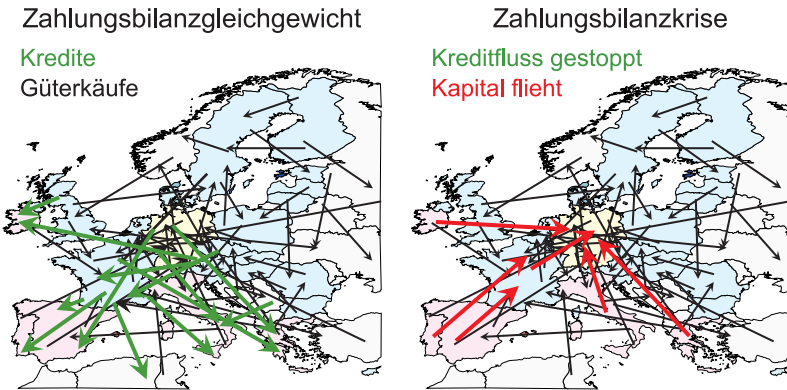 Zahlungsbilanzgleichgewicht
Kredite
Güterkäufe
Zahlungsbilanzkrise
Kreditfluss gestoppt
Kapital flieht